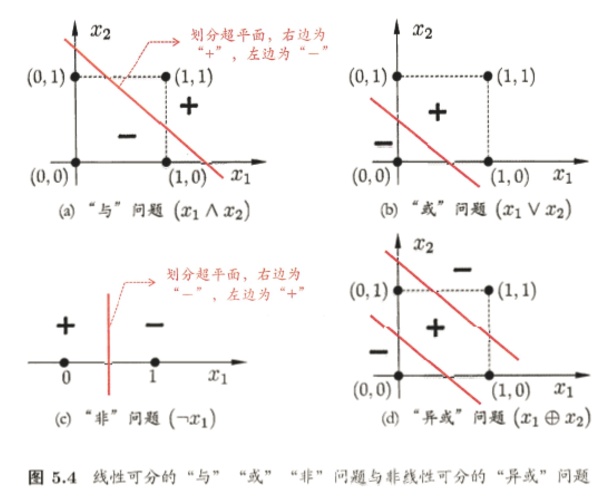 x₂
划分超平面，右边为
“+”，左边为“−”
(0, 1)
(1, 1)
+
−
(0, 0)
(1, 0)
x₁
(a) “与”问题 (x₁ ∧ x₂)
x₂
(0, 1)
(1, 1)
+
−
(0, 0)
(1, 0)
x₁
(b) “或”问题 (x₁ ∨ x₂)
划分超平面，右边为
“−”，左边为“+”
+
−
0
1
x₁
(c) “非”问题 (¬x₁)
x₂
−
(0, 1)
(1, 1)
+
−
(0, 0)
(1, 0)
x₁
(d) “异或”问题 (x₁ ⊕ x₂)
图 5.4 线性可分的“与”“或”“非”问题与非线性可分的“异或”问题